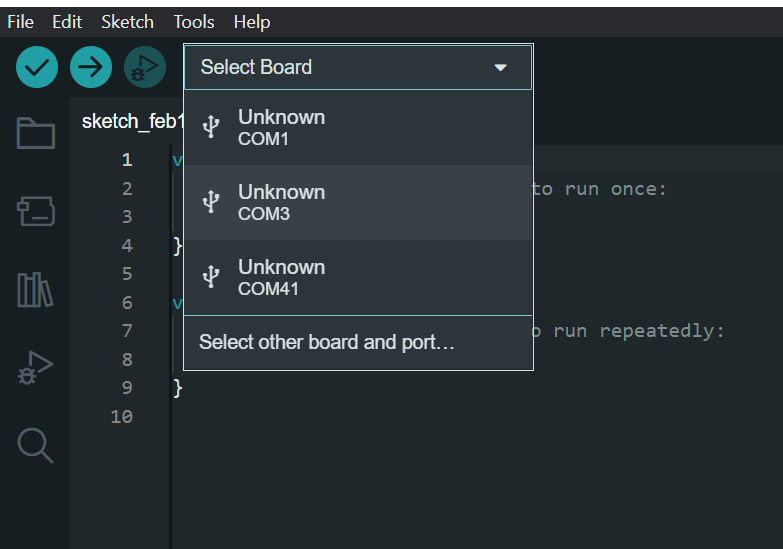 File Edit Sketch Tools Help
Select Board
Unknown
COM1
Unknown
COM3
Unknown
COM41
Select other board and port...
sketch_feb1
1 v
2 to run once:
3
4 }
5
6 v
7 o run repeatedly:
8
9 }
10